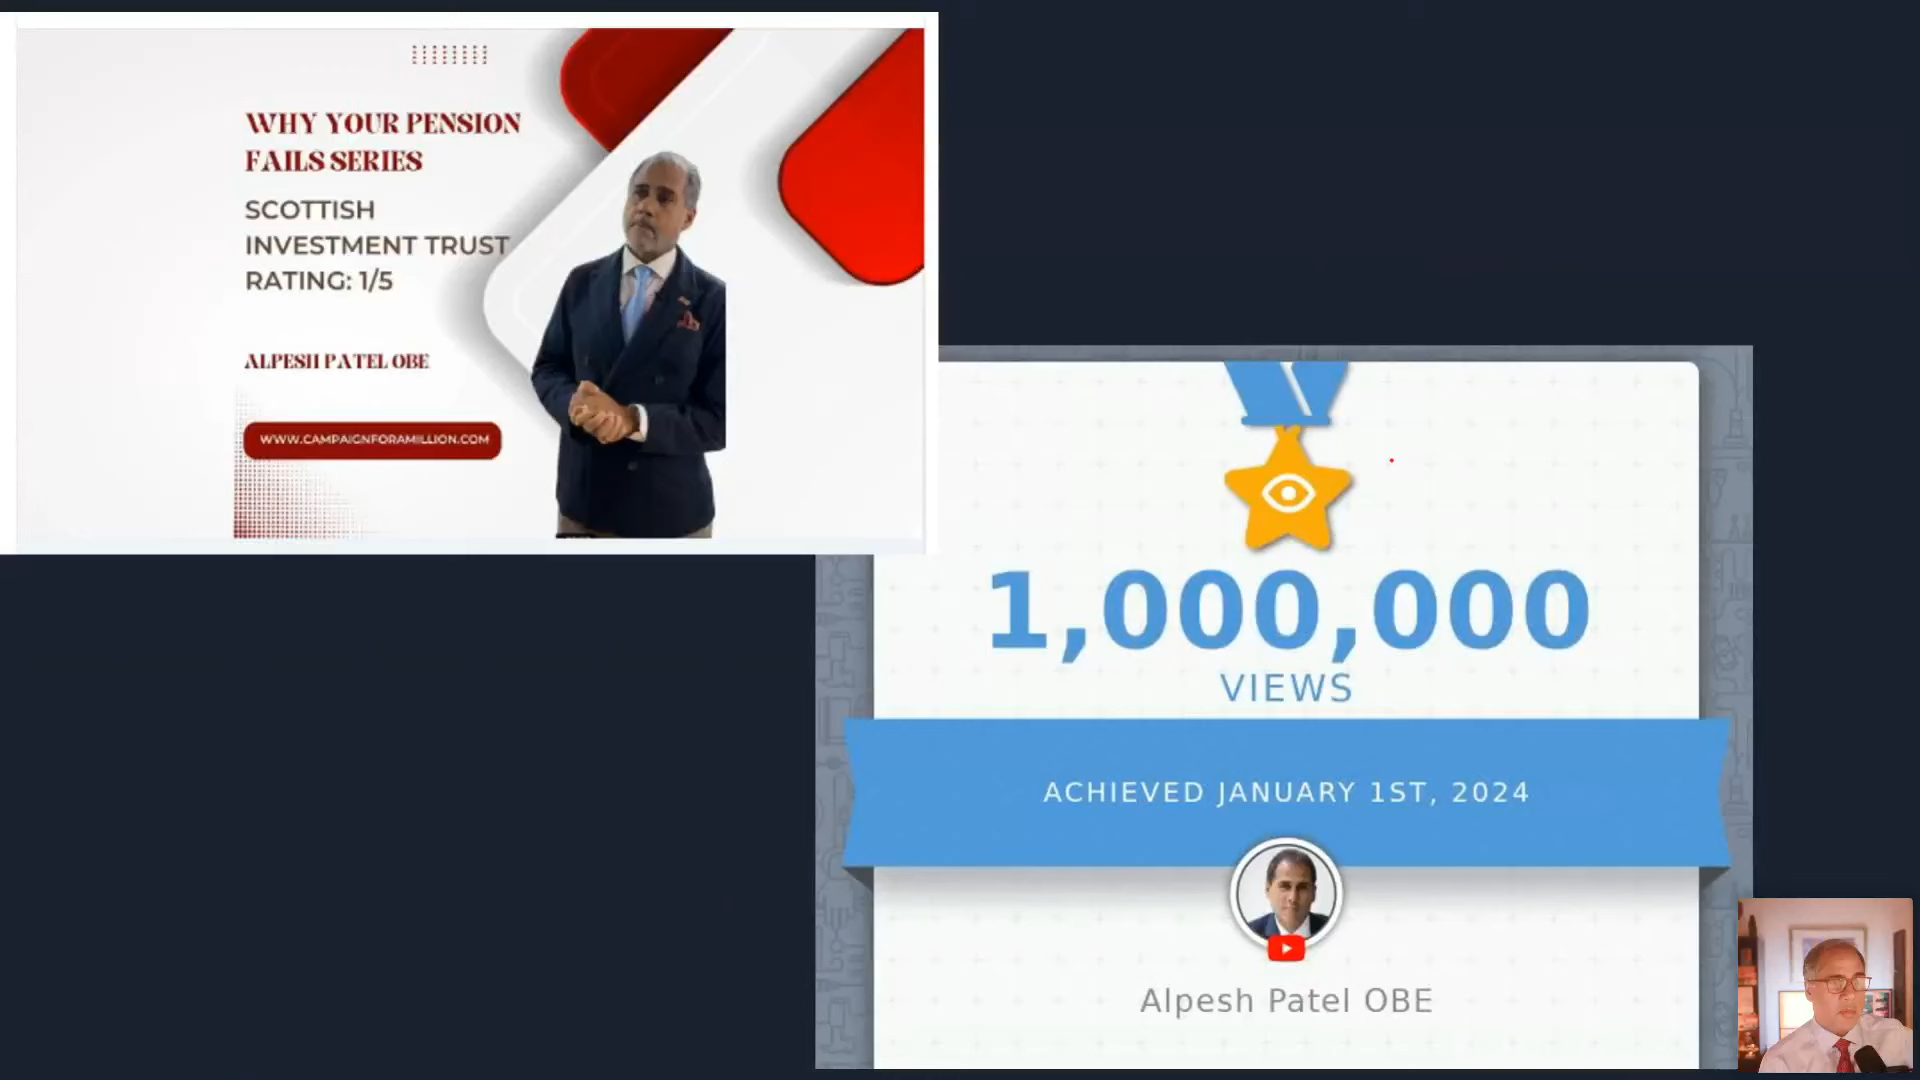 WHY YOUR PENSION
FAILS SERIES
SCOTTISH
INVESTMENT TRUST
RATING: 1/5
ALPESH PATEL OBE
WWW.CAMPAIGNFORAMILLION.COM
1,000,000
VIEWS
ACHIEVED JANUARY 1ST, 2024
Alpesh Patel OBE